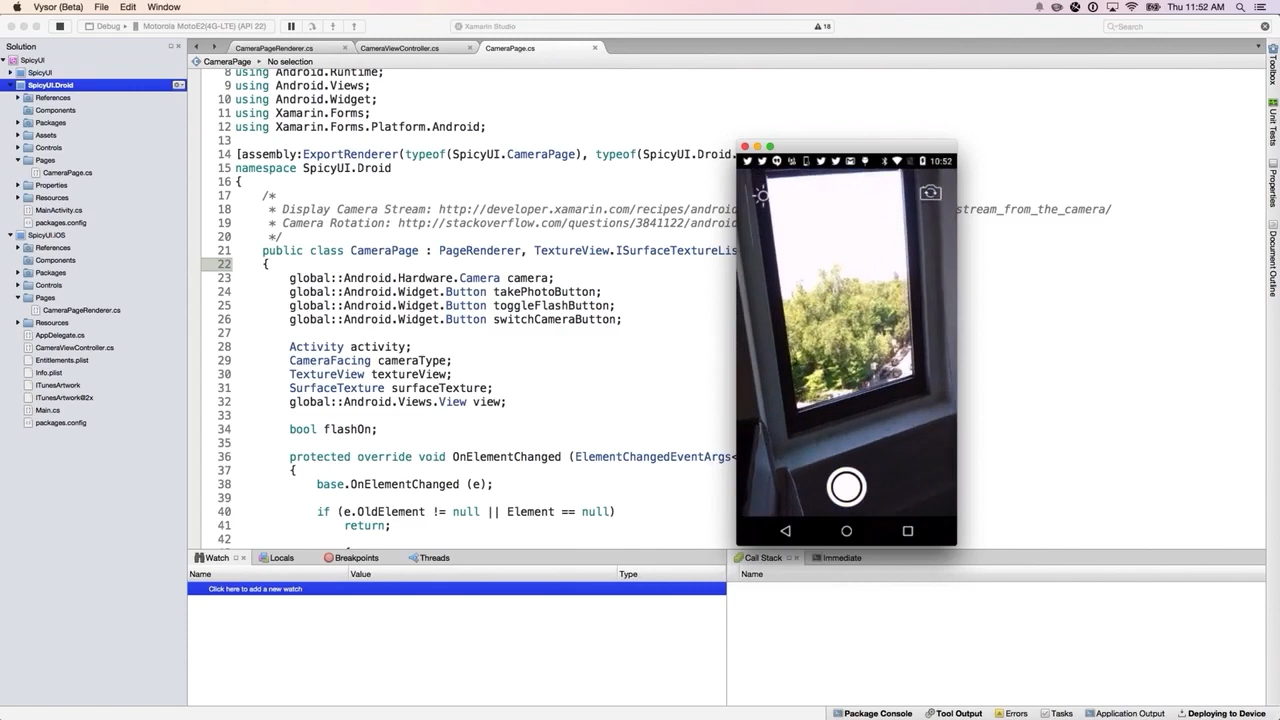 Vysor (Beta) File Edit Window Thu 11:52 AM
Debug Motorola MotoE2(4G-LTE) (API 22) Xamarin Studio 18 Search
Solution
SpicyUI
SpicyUI
SpicyUI.Droid
References
Components
Packages
Assets
Controls
Pages
CameraPage.cs
Properties
Resources
MainActivity.cs
packages.config
SpicyUI.iOS
References
Components
Packages
Controls
Pages
CameraPageRenderer.cs
Resources
AppDelegate.cs
CameraViewController.cs
Entitlements.plist
Info.plist
iTunesArtwork
iTunesArtwork@2x
Main.cs
packages.config
CameraPageRenderer.cs CameraViewController.cs CameraPage.cs
CameraPage No selection
8 using Android.Runtime;
9 using Android.Views;
10 using Android.Widget;
11 using Xamarin.Forms;
12 using Xamarin.Forms.Platform.Android;
13
14 [assembly:ExportRenderer(typeof(SpicyUI.CameraPage), typeof(SpicyUI.Droid.
15 namespace SpicyUI.Droid
16 {
17 /*
18 * Display Camera Stream: http://developer.xamarin.com/recipes/android stream_from_the_camera/
19 * Camera Rotation: http://stackoverflow.com/questions/3841122/android
20 */
21 public class CameraPage : PageRenderer, TextureView.ISurfaceTextureLis
22 {
23 global::Android.Hardware.Camera camera;
24 global::Android.Widget.Button takePhotoButton;
25 global::Android.Widget.Button toggleFlashButton;
26 global::Android.Widget.Button switchCameraButton;
27
28 Activity activity;
29 CameraFacing cameraType;
30 TextureView textureView;
31 SurfaceTexture surfaceTexture;
32 global::Android.Views.View view;
33
34 bool flashOn;
35
36 protected override void OnElementChanged (ElementChangedEventArgs<
37 {
38 base.OnElementChanged (e);
39
40 if (e.OldElement != null || Element == null)
41 return;
42
10:52
Toolbox
Unit Tests
Properties
Document Outline
Watch Locals Breakpoints Threads
Name Value Type
Click here to add a new watch
Call Stack Immediate
Name
Package Console Tool Output Errors Tasks Application Output Deploying to Device